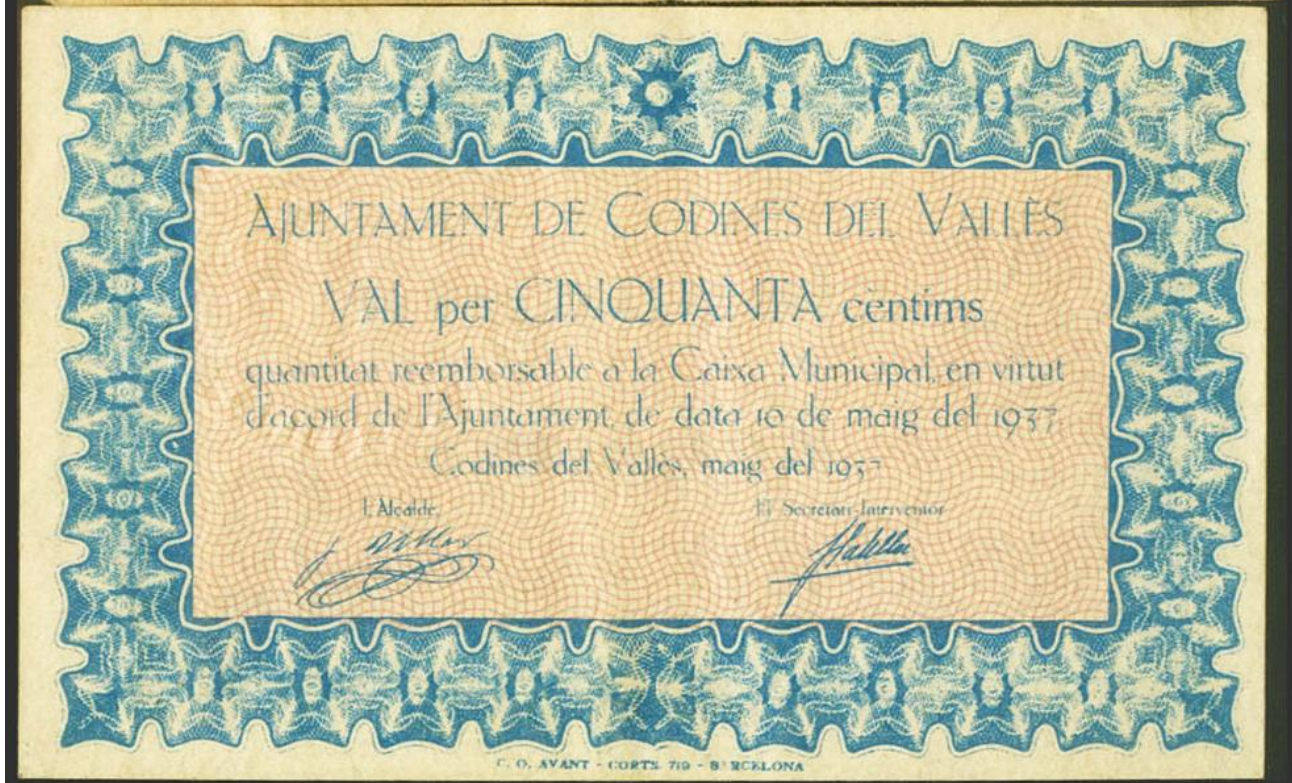 AJUNTAMENT DE CODINES DEL VALLÈS
VAL per CINQUANTA cèntims
quantitat reemborsable a la Caixa Municipal, en virtut
d'acord de l'Ajuntament, de data 10 de maig del 1937.
Codines del Vallès, maig del 1937
L'Alcalde,
El Secretari-Interventor
C. O. AVANT - CORTS, 719 - BARCELONA